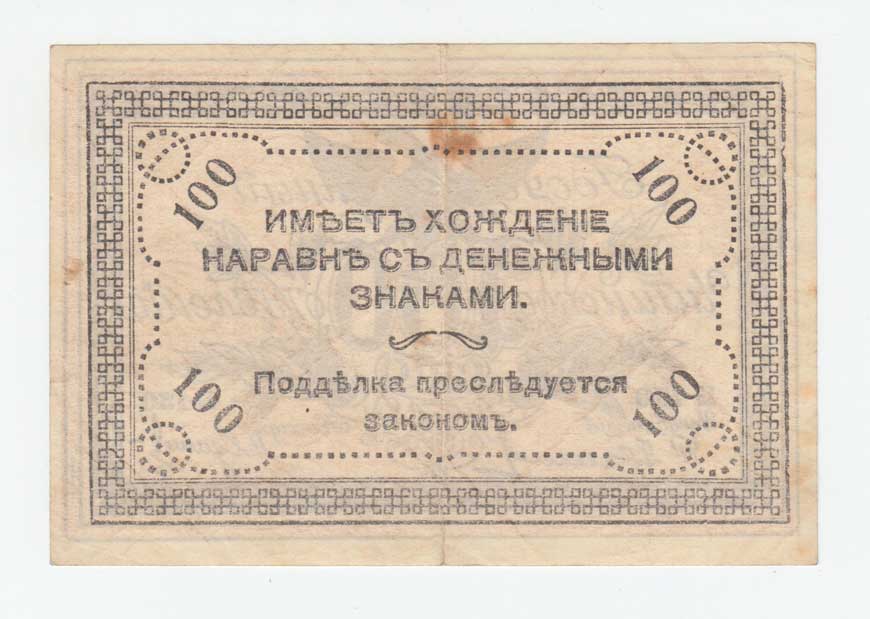 100 100
ИМѢЕТЪ ХОЖДЕНІЕ
НАРАВНѢ СЪ ДЕНЕЖНЫМИ
ЗНАКАМИ.
Поддѣлка преслѣдуется
закономъ.
100 100